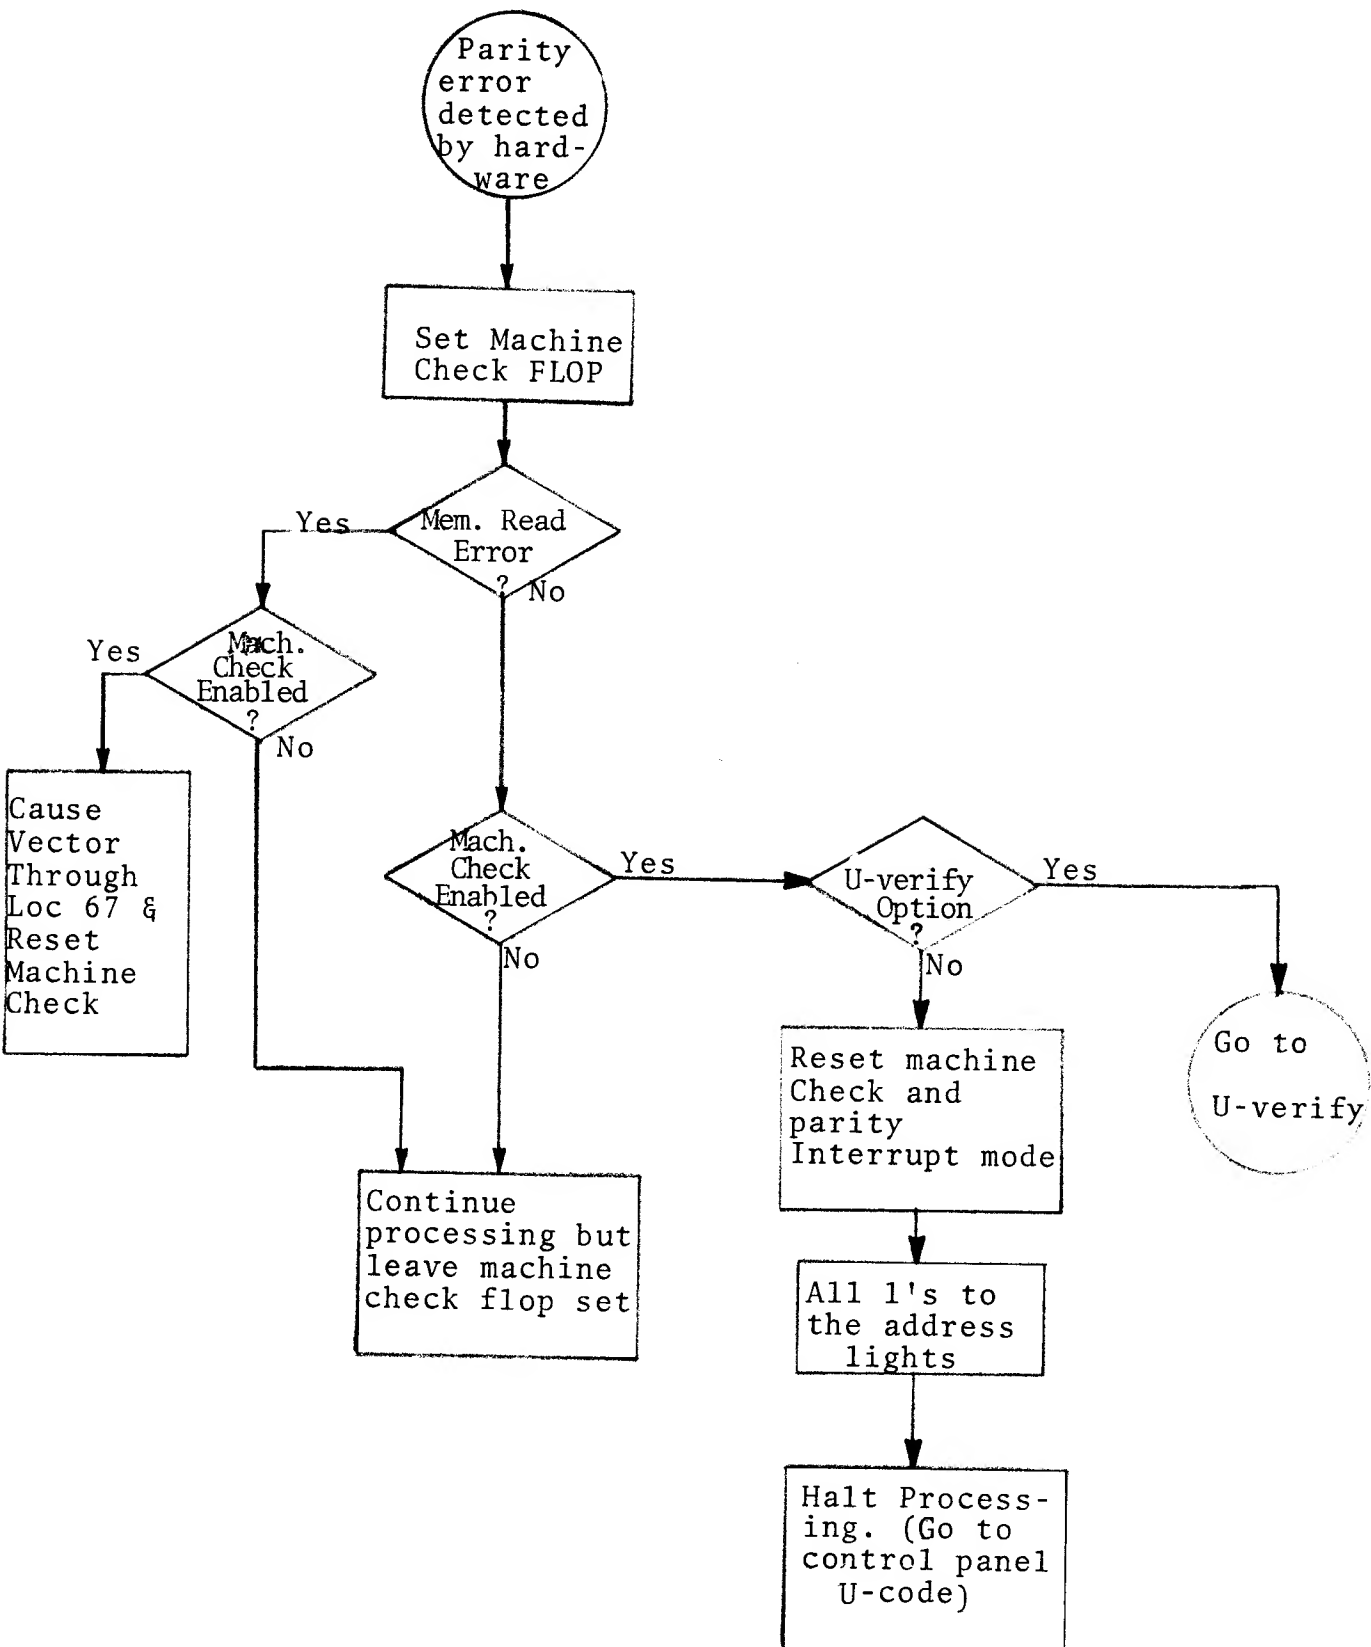 Parity
error
detected
by hard-
ware
Set Machine
Check FLOP
Mem. Read
Error
?
Yes
No
Mach.
Check
Enabled
?
Yes
No
Cause
Vector
Through
Loc 67 &
Reset
Machine
Check
Mach.
Check
Enabled
?
Yes
No
U-verify
Option
?
Yes
No
Go to
U-verify
Reset machine
Check and
parity
Interrupt mode
Continue
processing but
leave machine
check flop set
All 1's to
the address
lights
Halt Process-
ing. (Go to
control panel
U-code)